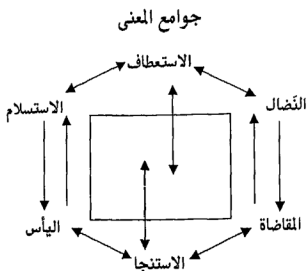 جوامع المعنى
الاستعطاف
النّضال
الاستسلام
المقاضاة
اليأس
الاستنجا